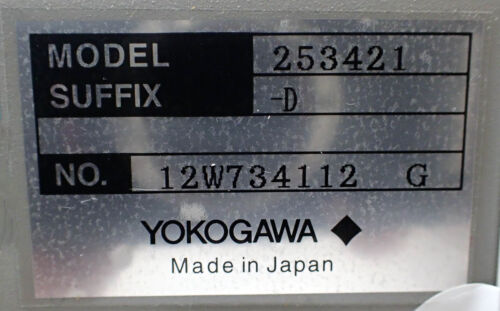 MODEL 253421
SUFFIX -D
NO. 12W734112 G
YOKOGAWA
Made in Japan